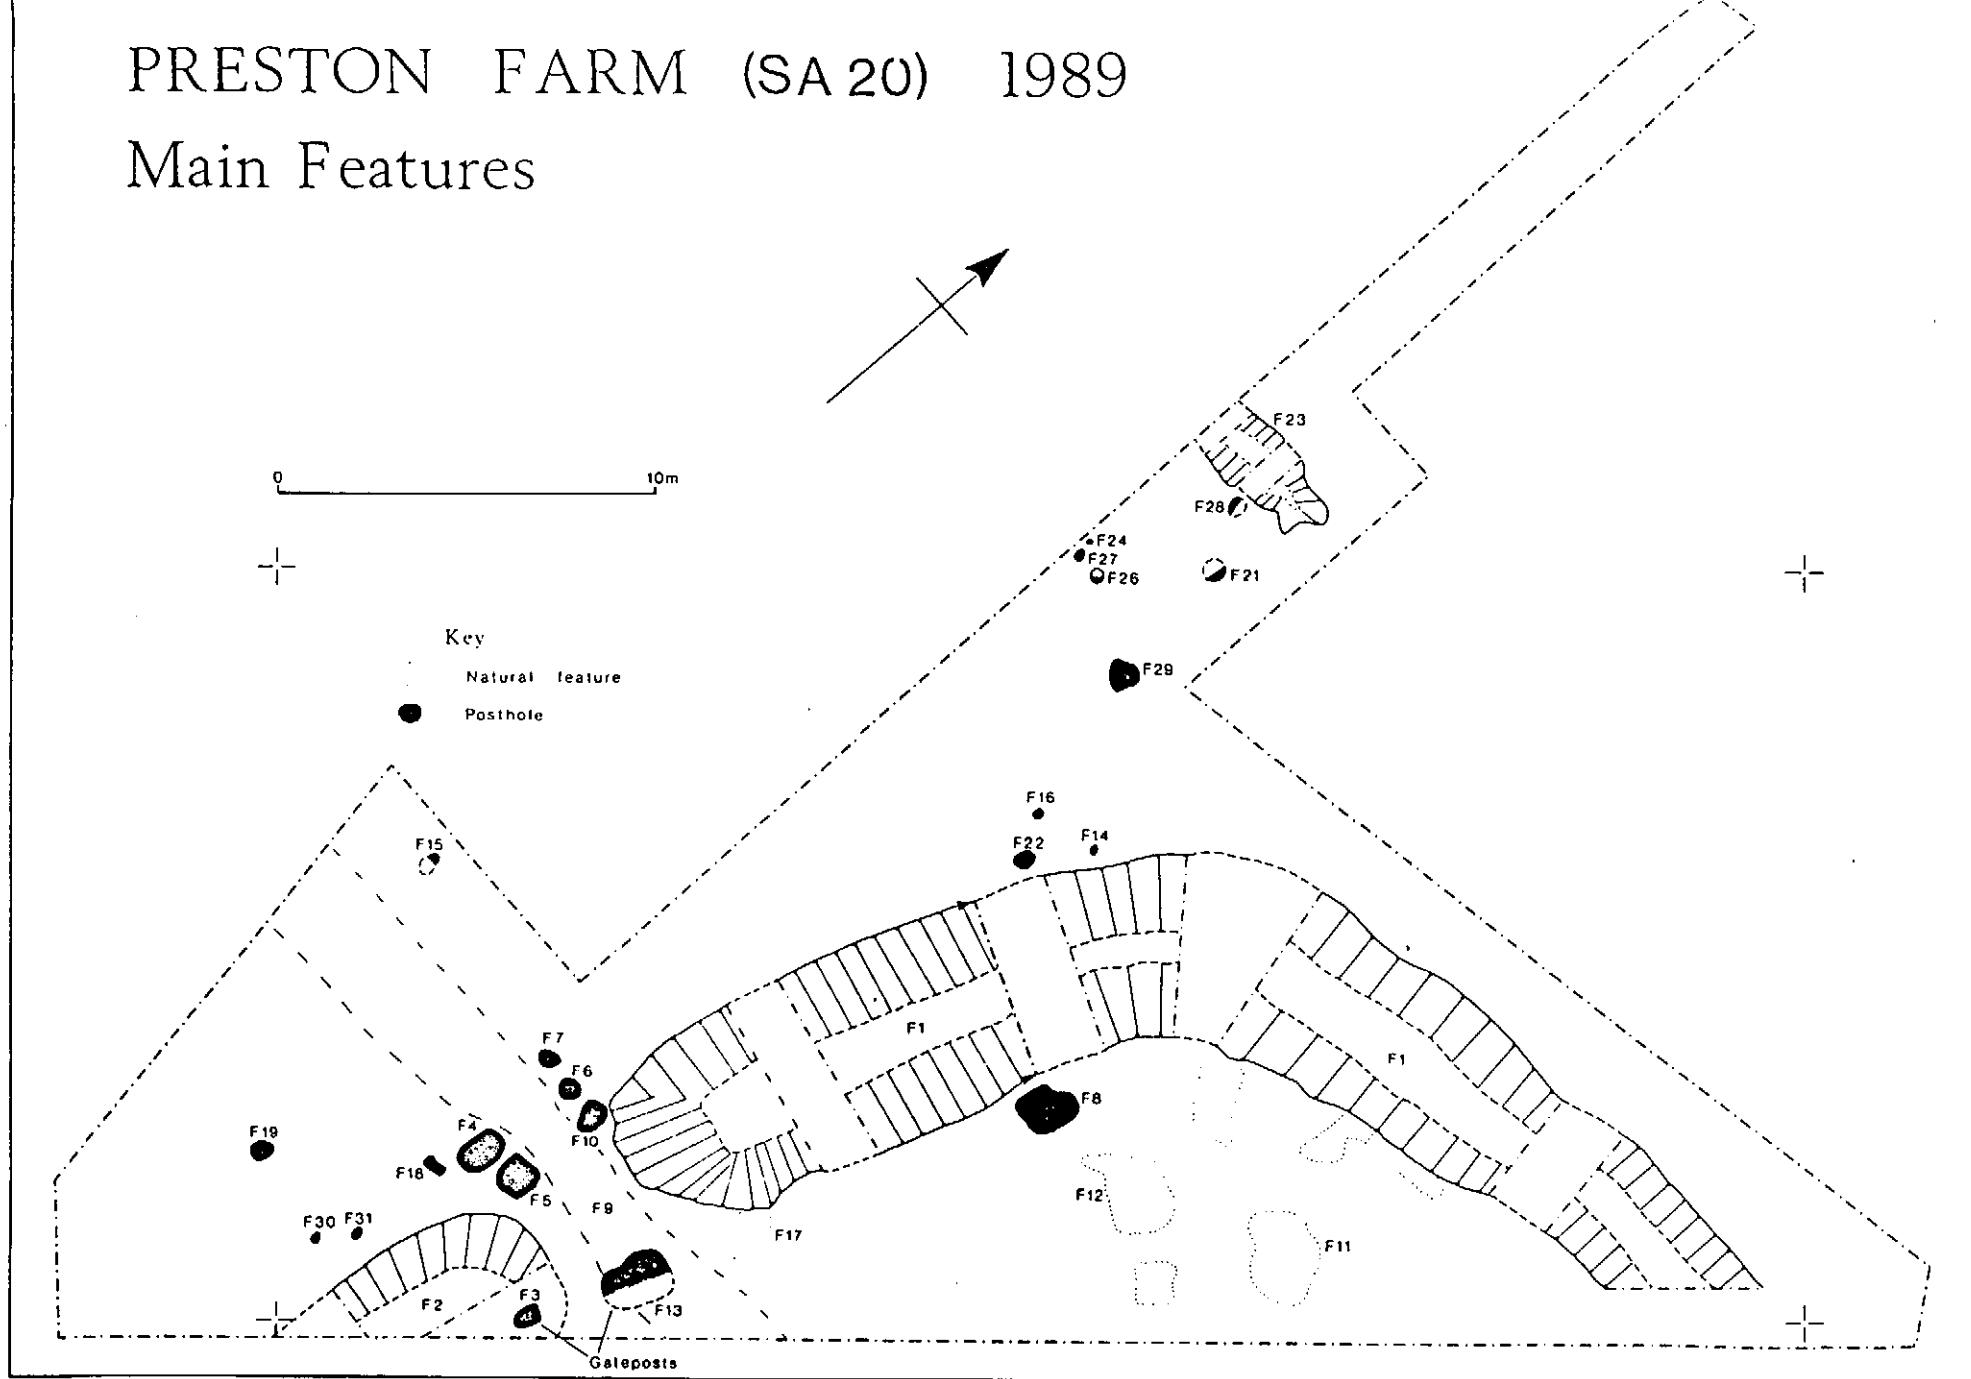 PRESTON FARM (SA 20) 1989
Main Features
F23
0 10m
F28
F24
F27
F26
F21
Key
Natural feature
Posthole
F29
F16
F15
F22
F14
F7
F1
F6
F1
F8
F10
F19
F4
F18
F12
F5
F9
F30
F31
F17
F11
F2
F3
F13
Gateposts